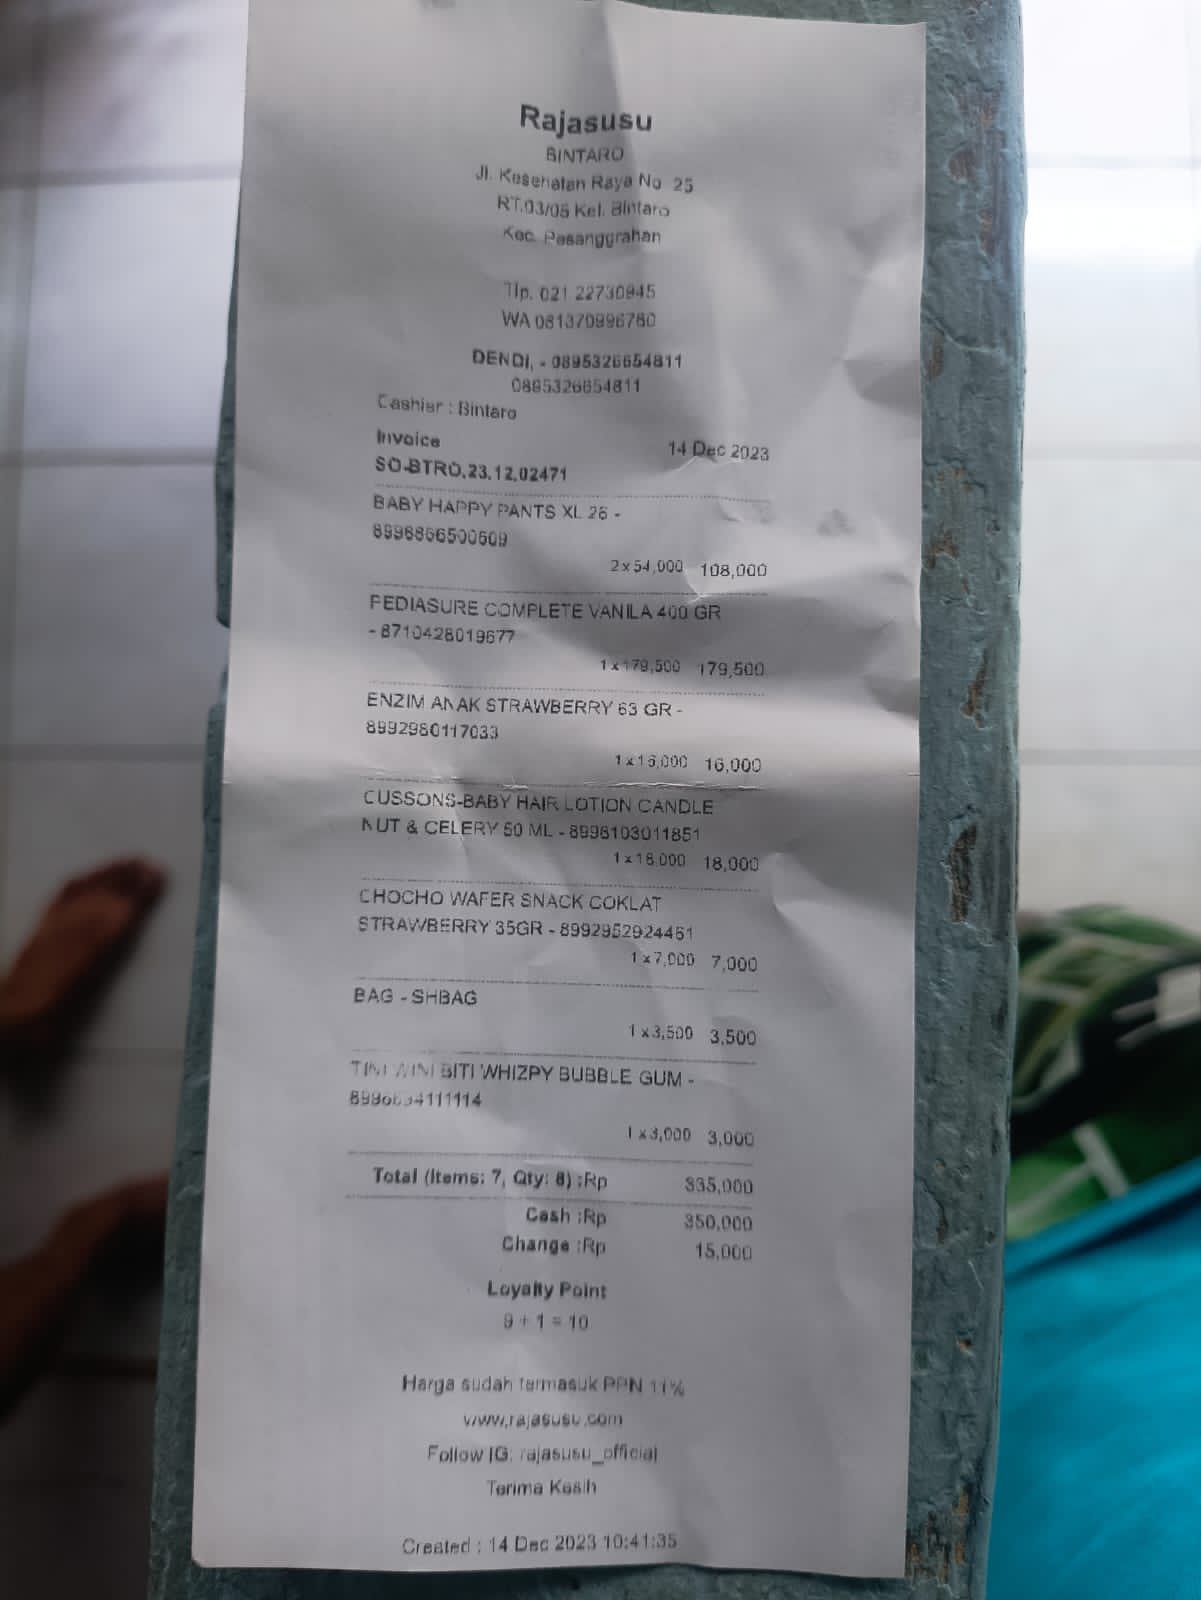 Rajasusu
BINTARO
Jl. Kesehatan Raya No 25
RT.03/05 Kel. Bintaro
Kec. Pesanggrahan
Tlp. 021 22730945
WA 081370996760
DENDI, - 0895326654811
0895326654811
Cashier : Bintaro
Invoice
14 Dec 2023
SO-BTRO.23.12.02471
BABY HAPPY PANTS XL 26 -
8998866500609
2 x 54,000 108,000
PEDIASURE COMPLETE VANILA 400 GR
- 8710428019677
1 x 179,500 179,500
ENZIM ANAK STRAWBERRY 63 GR -
8992980117033
1 x 16,000 16,000
CUSSONS-BABY HAIR LOTION CANDLE
NUT & CELERY 50 ML - 8998103011851
1 x 18,000 18,000
CHOCHO WAFER SNACK COKLAT
STRAWBERRY 35GR - 8992952924461
1 x 7,000 7,000
BAG - SHBAG
1 x 3,500 3,500
TINI WINI BITI WHIZPY BUBBLE GUM -
1 x 3,000 3,000
Total (Items: 7, Qty: 8) :Rp 335,000
Cash :Rp 350,000
Change :Rp 15,000
Loyalty Point
9 + 1 = 10
Harga sudah termasuk PPN 11%
www.rajasusu.com
Follow IG: rajasusu_official
Terima Kasih
Created : 14 Dec 2023 10:41:35